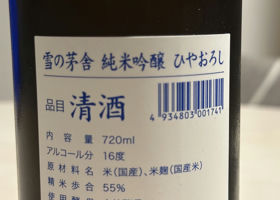 雪の茅舎 純米吟醸 ひやおろし
品目 清酒
4 934803 001741
内容量 720ml
アルコール分 16度
原材料名 米(国産)、米麹(国産米)
精米歩合 55%